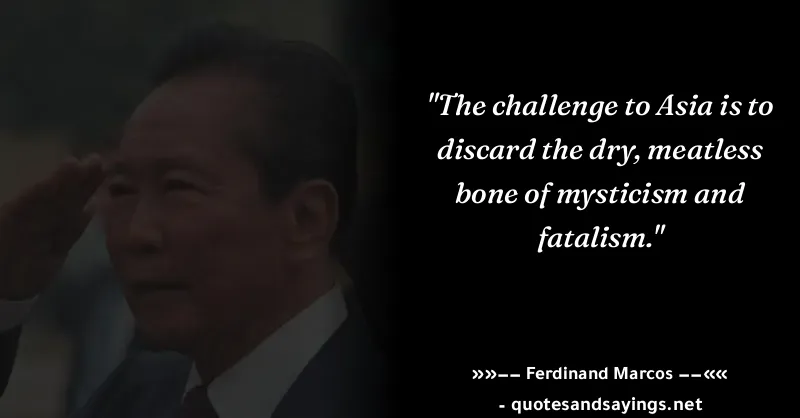 "The challenge to Asia is to
discard the dry, meatless
bone of mysticism and
fatalism."
»»—— Ferdinand Marcos ——««
- quotesandsayings.net